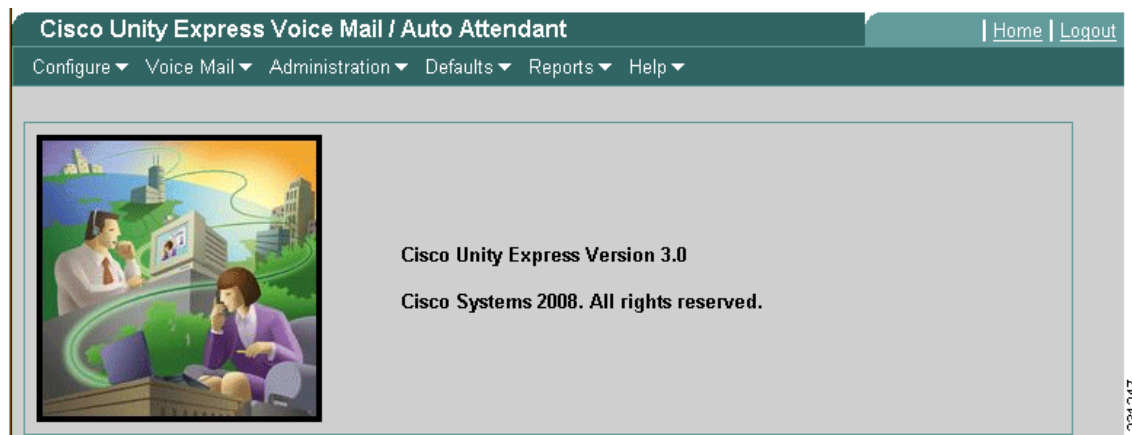 Cisco Unity Express Voice Mail / Auto Attendant
Home Logout
Configure Voice Mail Administration Defaults Reports Help
Cisco Unity Express Version 3.0
Cisco Systems 2008. All rights reserved.